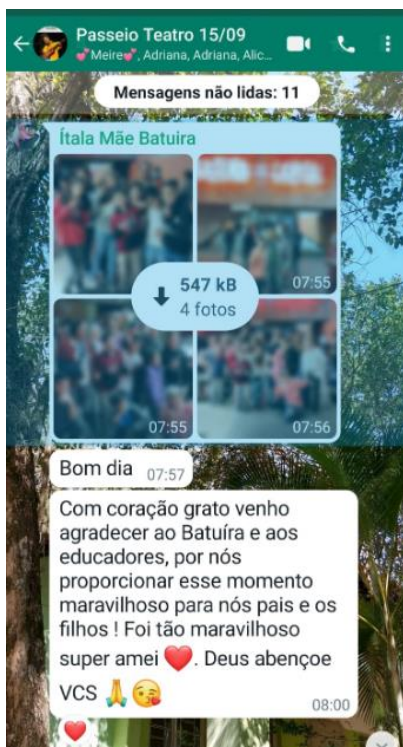 Passeio Teatro 15/09
💕Meire💕, Adriana, Adriana, Alic...
Mensagens não lidas: 11
Ítala Mãe Batuira
07:55
547 kB
4 fotos
07:55
07:56
Bom dia 07:57
Com coração grato venho
agradecer ao Batuíra e aos
educadores, por nós
proporcionar esse momento
maravilhoso para nós pais e os
filhos ! Foi tão maravilhoso
super amei ❤️. Deus abençoe
VCS 🙏😘
08:00
❤️